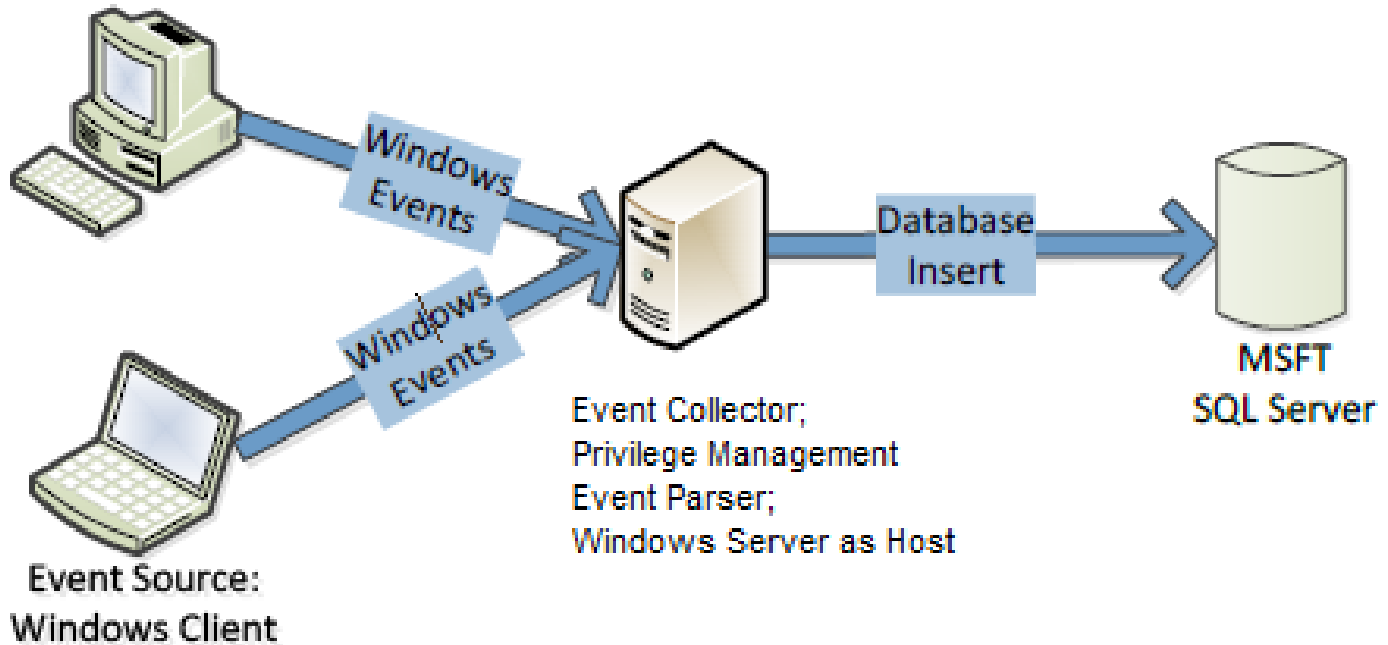 Windows
Events
Windows
Events
Database
Insert
MSFT
SQL Server
Event Collector;
Privilege Management
Event Parser;
Windows Server as Host
Event Source:
Windows Client